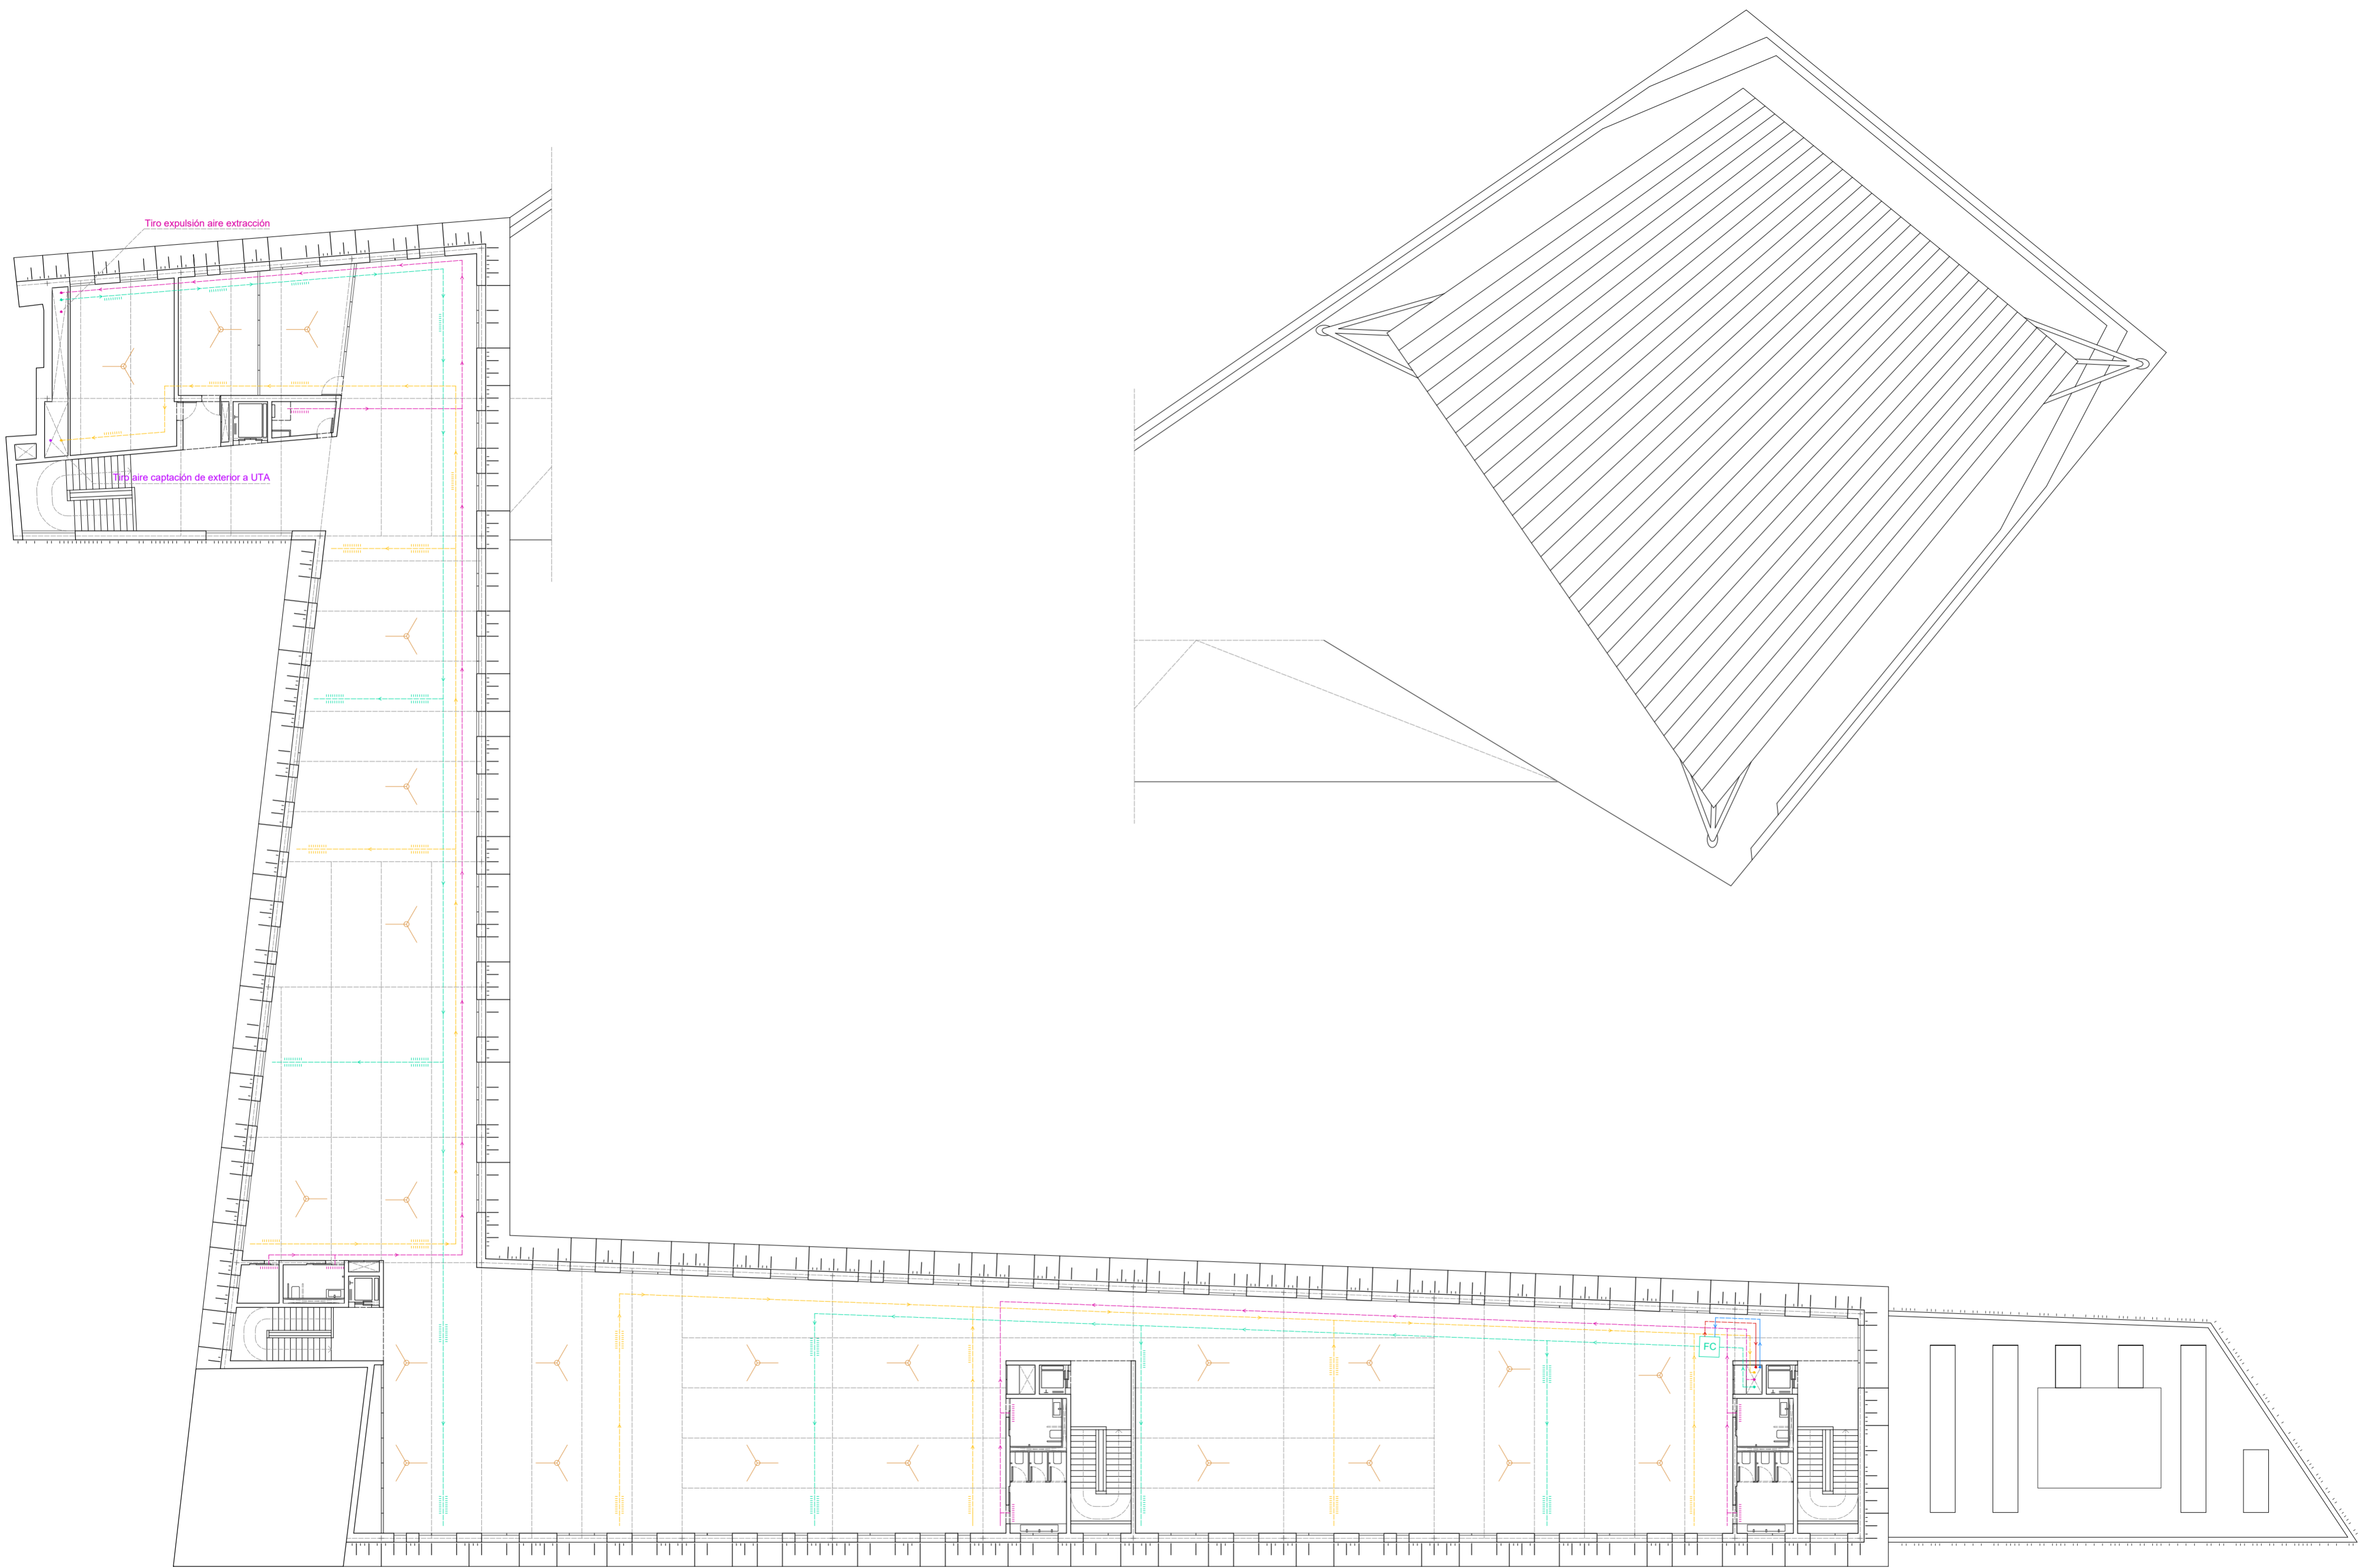 Tiro expulsión aire extracción
Tiro aire captación de exterior a UTA
FC